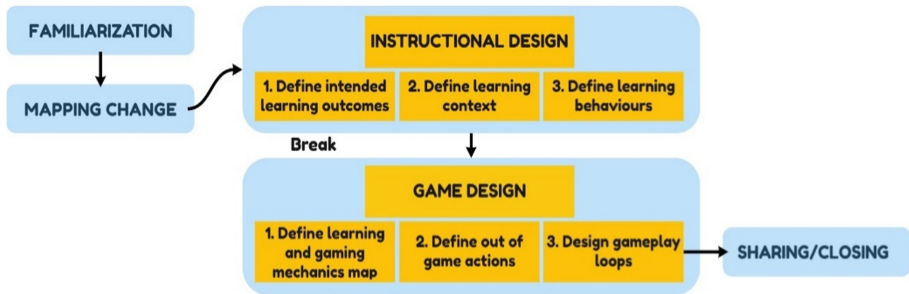 FAMILIARIZATION
MAPPING CHANGE
INSTRUCTIONAL DESIGN
1. Define intended
learning outcomes
2. Define learning
context
3. Define learning
behaviours
Break
GAME DESIGN
1. Define learning
and gaming
mechanics map
2. Define out of
game actions
3. Design gameplay
loops
SHARING/CLOSING